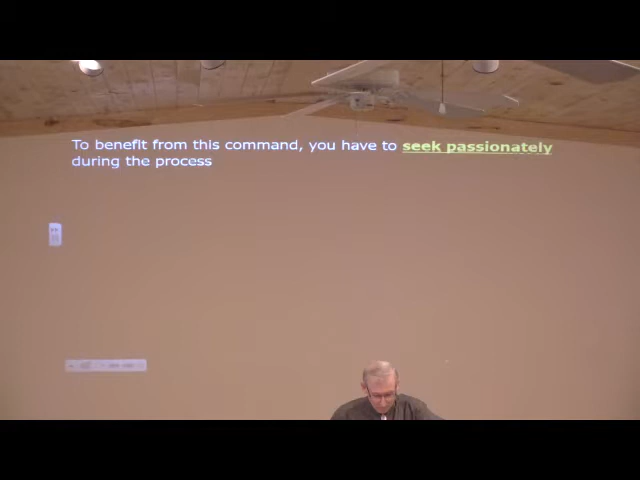 To benefit from this command, you have to seek passionately
during the process